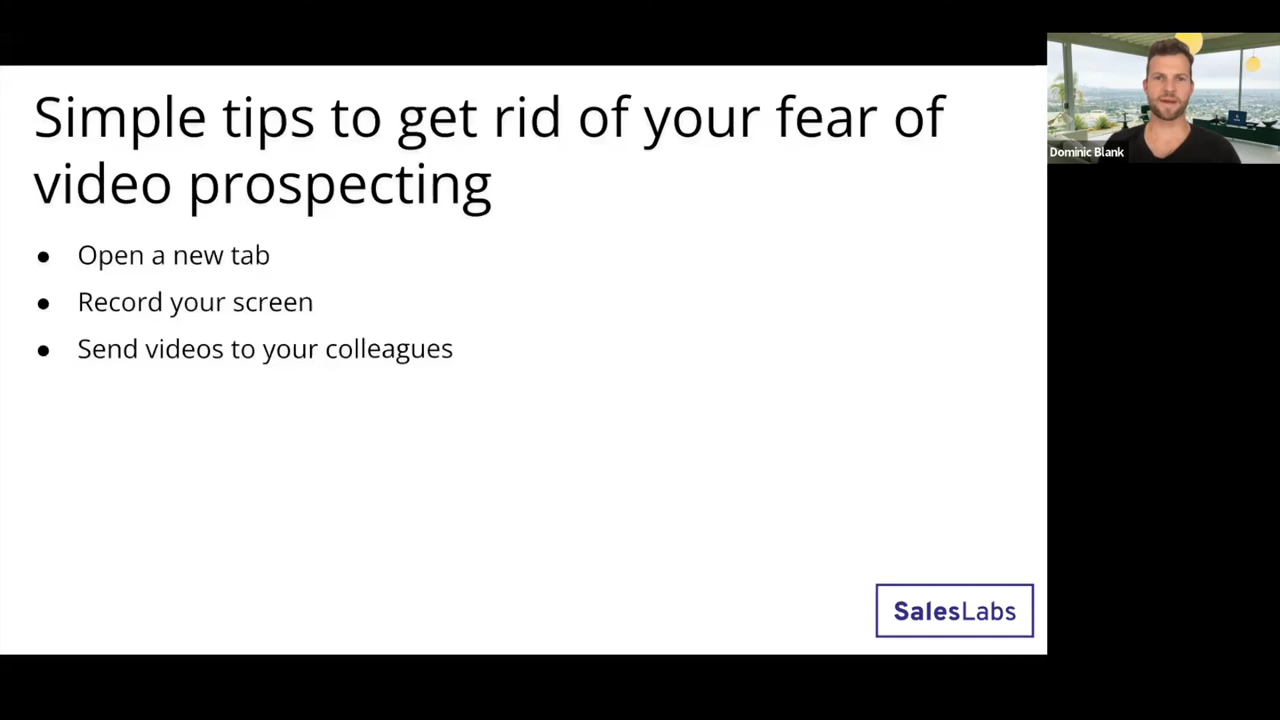 Simple tips to get rid of your fear of
video prospecting
● Open a new tab
● Record your screen
● Send videos to your colleagues
SalesLabs
Dominic Blank